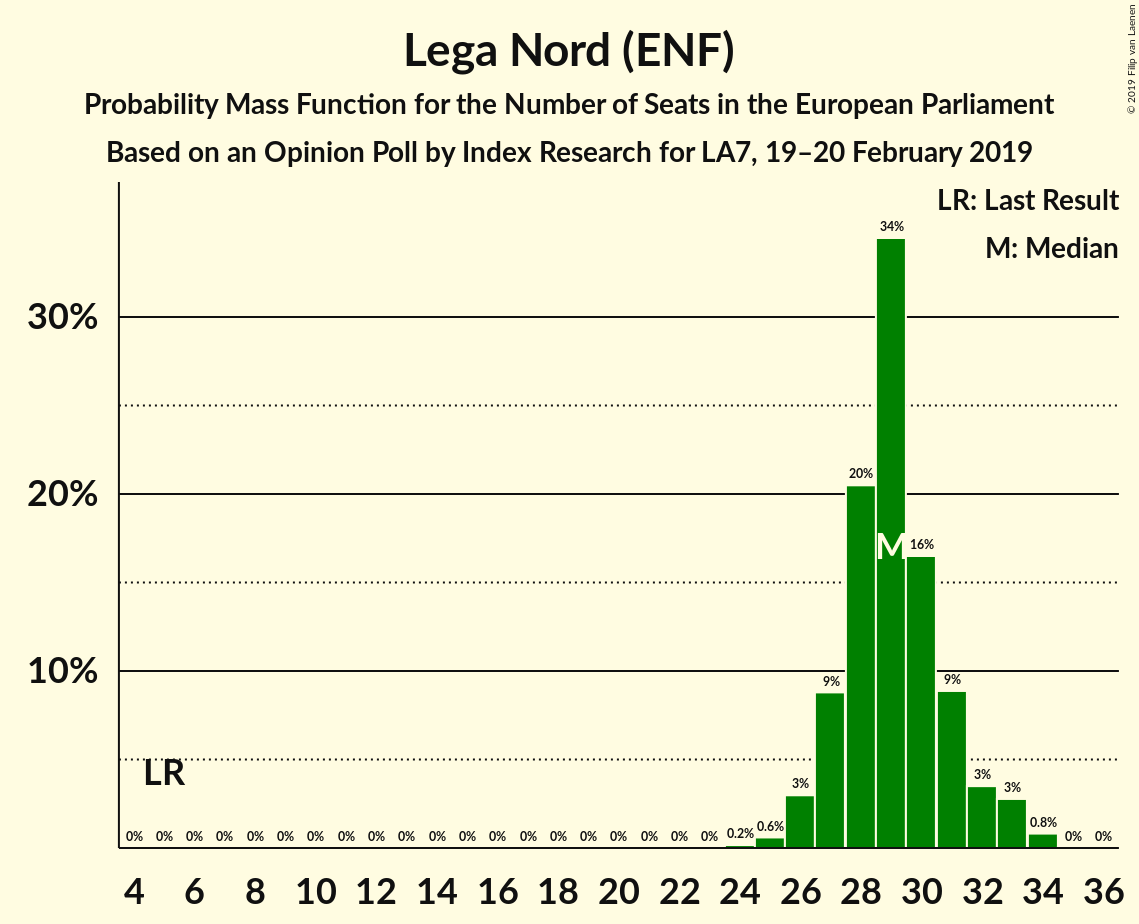 Lega Nord (ENF)
Probability Mass Function for the Number of Seats in the European Parliament
Based on an Opinion Poll by Index Research for LA7, 19–20 February 2019
© 2019 Filip van Laenen
LR: Last Result
M: Median
34%
30%
20%
20%
M
16%
10%
9%
9%
LR
3%
3%
3%
0% 0% 0% 0% 0% 0% 0% 0% 0% 0% 0% 0% 0% 0% 0% 0% 0% 0% 0% 0% 0.2% 0.6% 0.8% 0% 0%
4 6 8 10 12 14 16 18 20 22 24 26 28 30 32 34 36